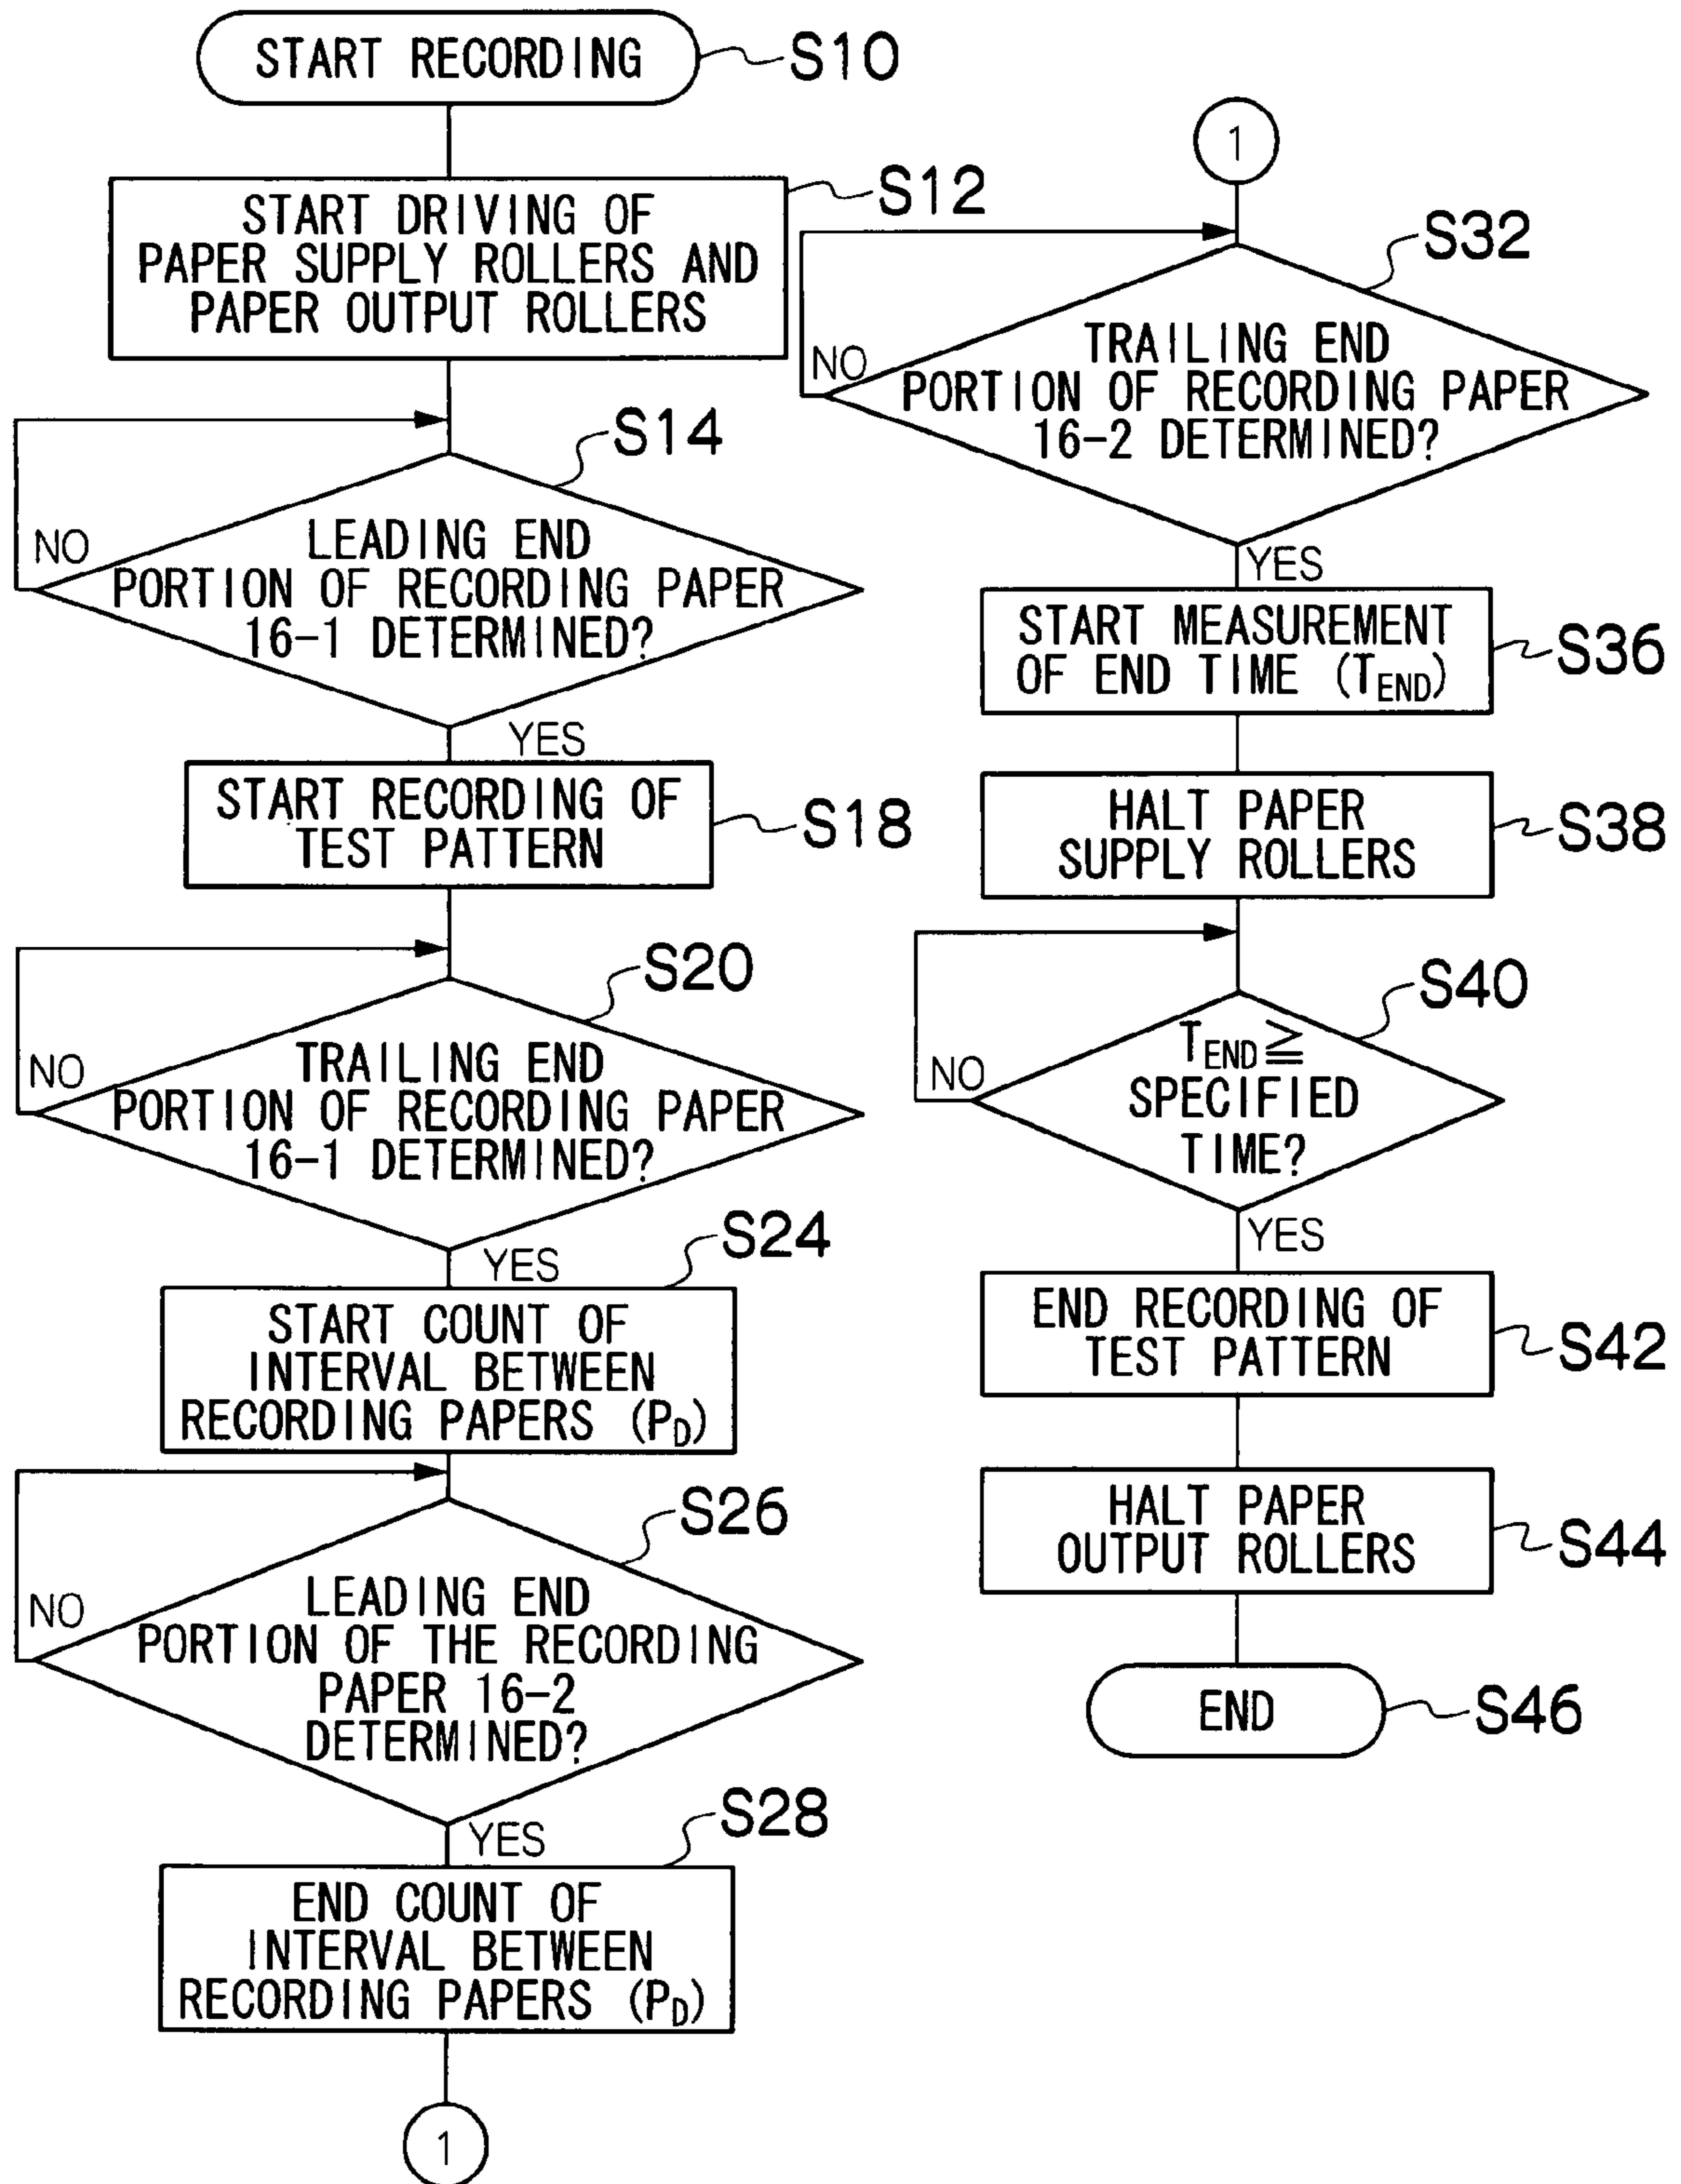 START RECORDING
S10
START DRIVING OF
PAPER SUPPLY ROLLERS AND
PAPER OUTPUT ROLLERS
S12
S14
LEADING END
PORTION OF RECORDING PAPER
16-1 DETERMINED?
NO
YES
START RECORDING OF
TEST PATTERN
S18
S20
TRAILING END
PORTION OF RECORDING PAPER
16-1 DETERMINED?
NO
YES
S24
START COUNT OF
INTERVAL BETWEEN
RECORDING PAPERS (PD)
S26
LEADING END
PORTION OF THE RECORDING
PAPER 16-2
DETERMINED?
NO
YES
S28
END COUNT OF
INTERVAL BETWEEN
RECORDING PAPERS (PD)
1
1
S32
TRAILING END
PORTION OF RECORDING PAPER
16-2 DETERMINED?
NO
YES
START MEASUREMENT
OF END TIME (TEND)
S36
HALT PAPER
SUPPLY ROLLERS
S38
S40
TEND≧
SPECIFIED
TIME?
NO
YES
END RECORDING OF
TEST PATTERN
S42
HALT PAPER
OUTPUT ROLLERS
S44
END
S46